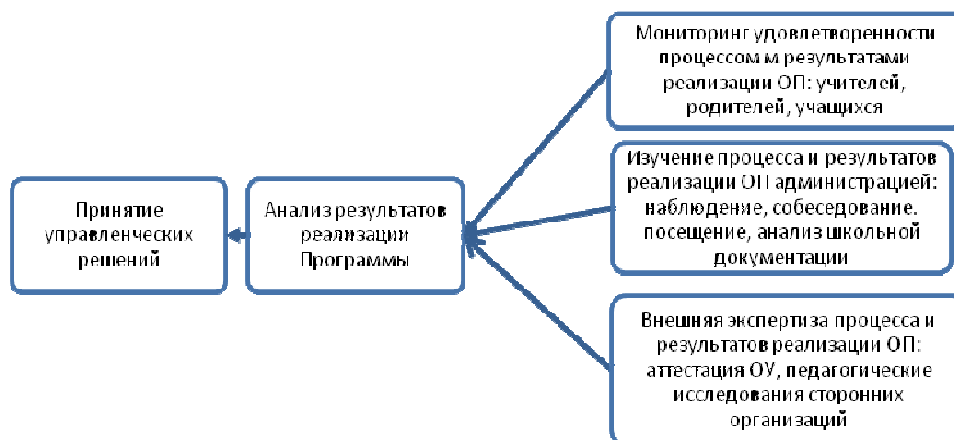 Мониторинг удовлетворенности
процессом м результатами
реализации ОП: учителей,
родителей, учащихся
Изучение процесса и результатов
реализации ОП администрацией:
наблюдение, собеседование.
посещение, анализ школьной
документации
Принятие
управленческих
решений
Анализ результатов
реализации
Программы
Внешняя экспертиза процесса и
результатов реализации ОП:
аттестация ОУ, педагогические
исследования сторонних
организаций